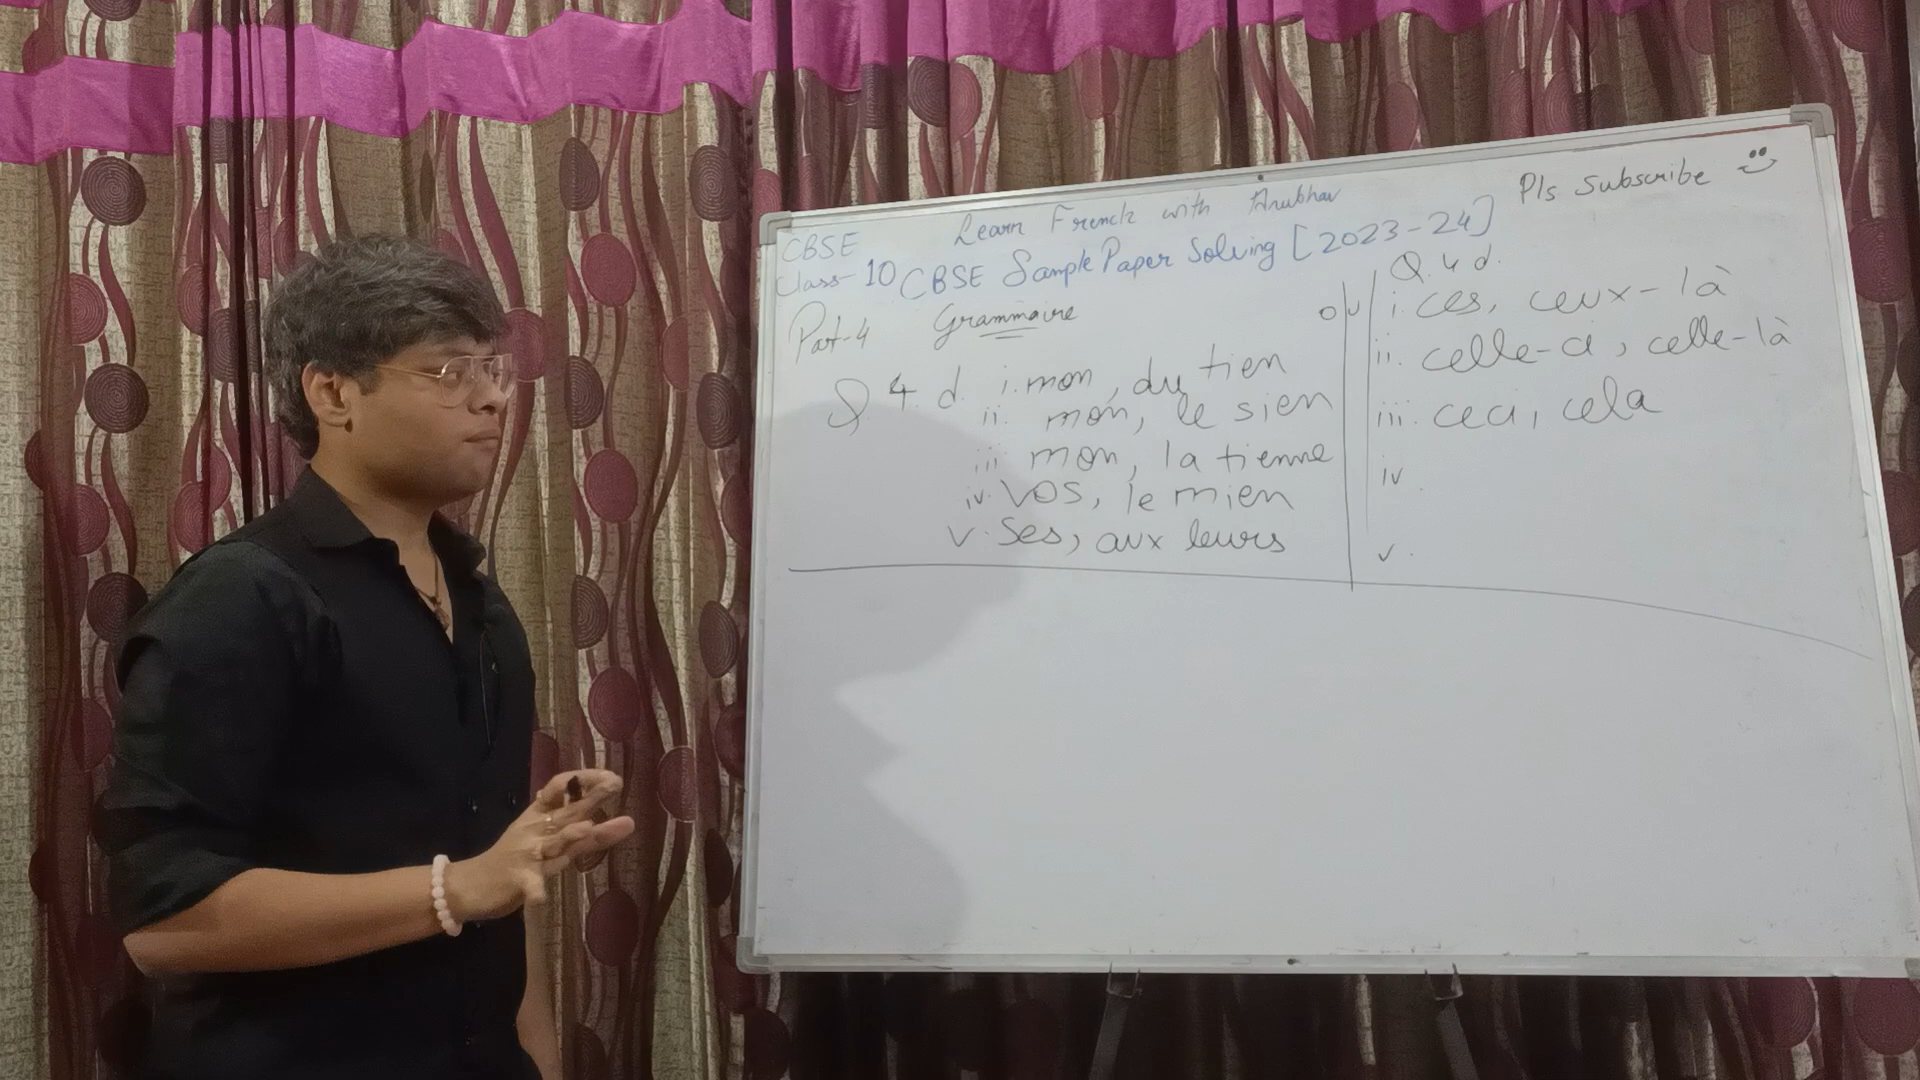 Learn French with Anubhav
Pls Subscribe
CBSE
Class-10
CBSE Sample Paper Solving [2023-24]
Part-4
Grammaire
Q. 4. d. i. mon, du tien
ii. mon, le sien
iii mon, la tienne
iv. Vos, le mien
v. Ses, aux leurs
ou
Q. 4 d.
i. ces, ceux-là
ii. celle-ci, celle-là
iii. ceci, cela
iv.
v.